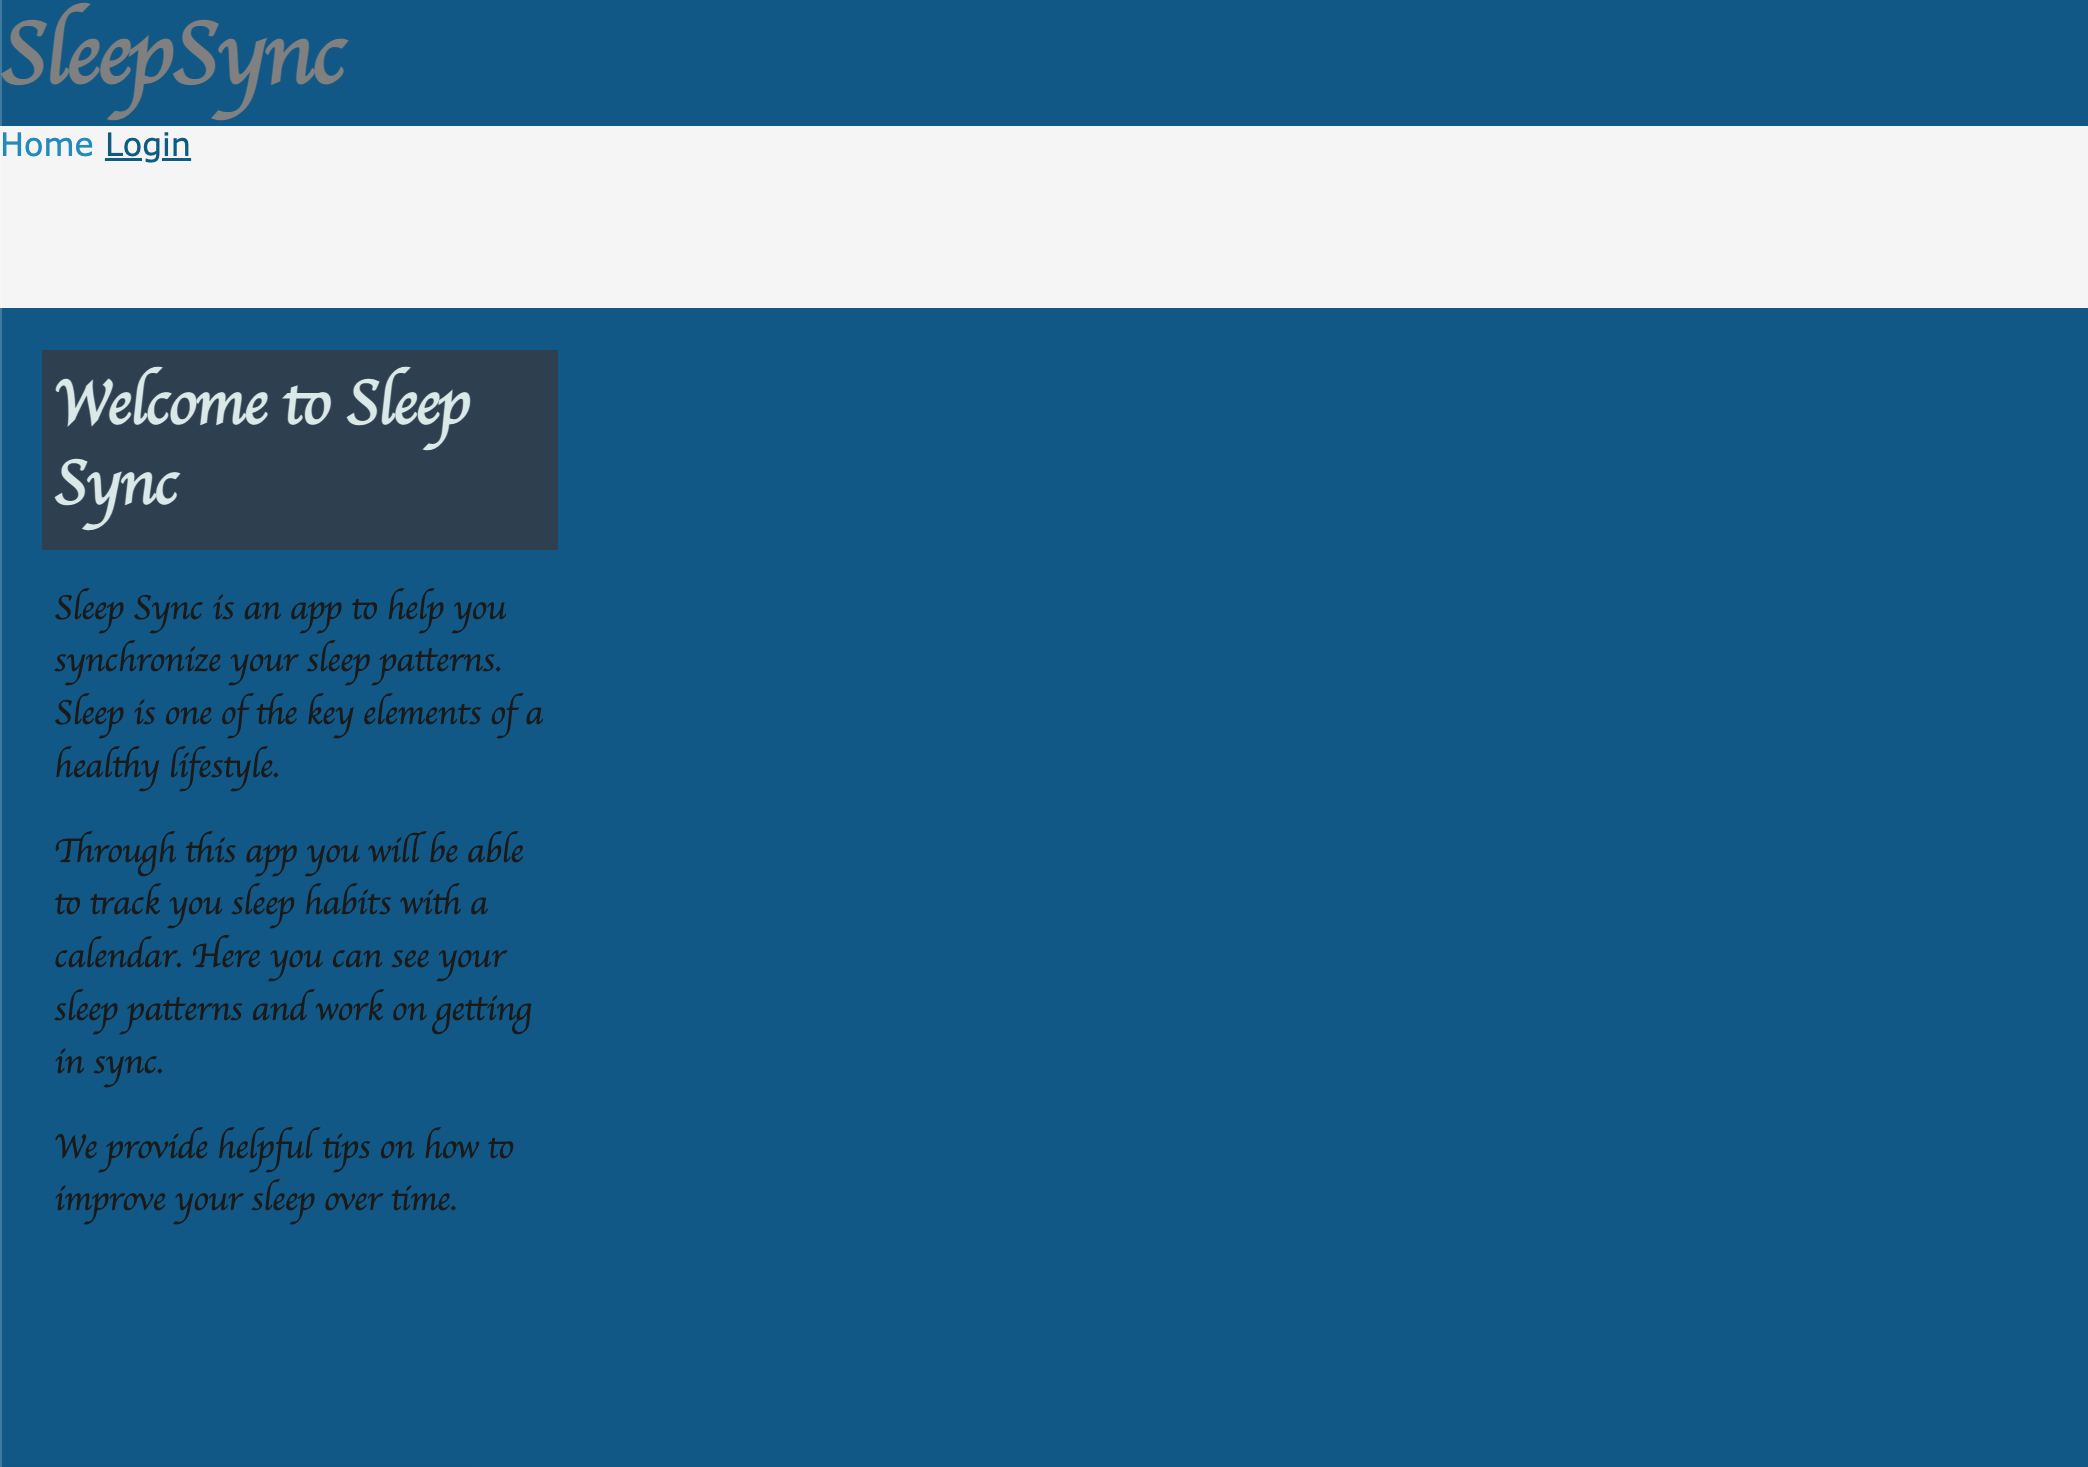 SleepSync
Home Login
Welcome to Sleep
Sync
Sleep Sync is an app to help you
synchronize your sleep patterns.
Sleep is one of the key elements of a
healthy lifestyle.
Through this app you will be able
to track you sleep habits with a
calendar. Here you can see your
sleep patterns and work on getting
in sync.
We provide helpful tips on how to
improve your sleep over time.